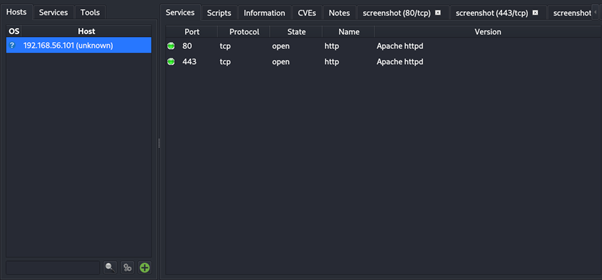 Hosts Services Tools
OS Host
? 192.168.56.101 (unknown)
Services Scripts Information CVEs Notes screenshot (80/tcp) screenshot (443/tcp) screenshot
Port Protocol State Name Version
80 tcp open http Apache httpd
443 tcp open http Apache httpd